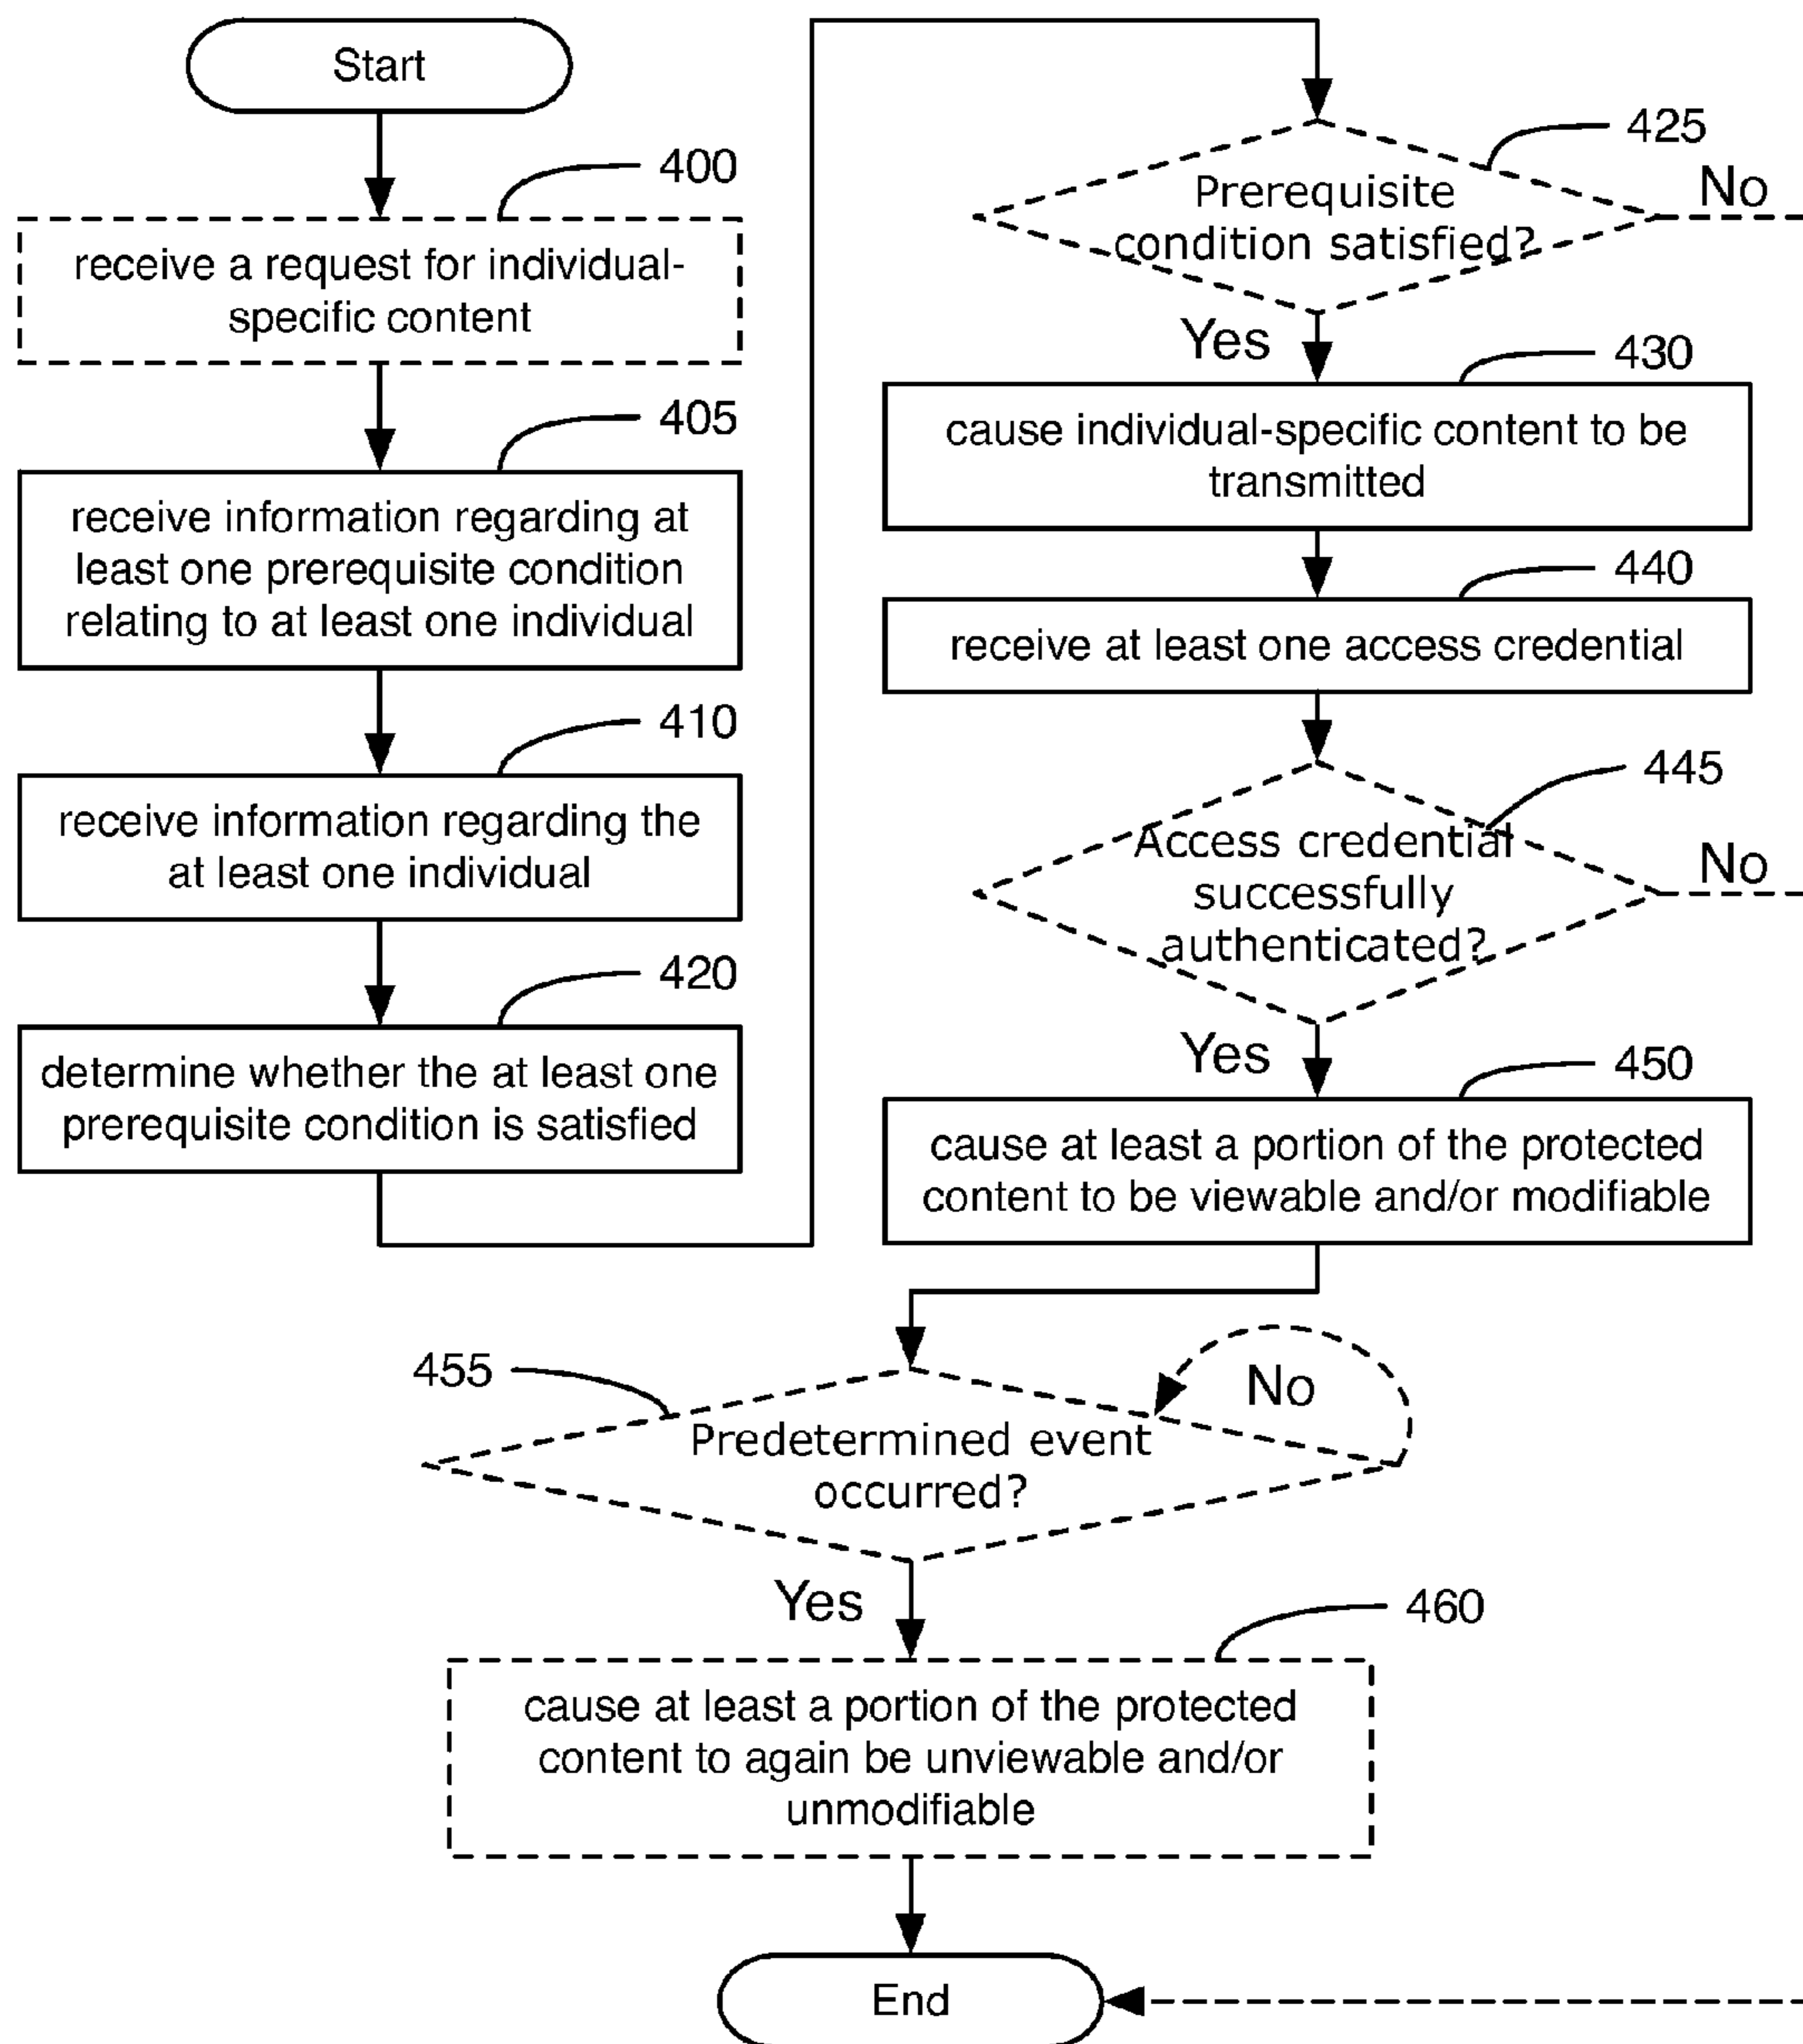 Start
400
receive a request for individual-
specific content
405
receive information regarding at
least one prerequisite condition
relating to at least one individual
410
receive information regarding the
at least one individual
420
determine whether the at least one
prerequisite condition is satisfied
425
Prerequisite
condition satisfied?
No
Yes
430
cause individual-specific content to be
transmitted
440
receive at least one access credential
445
Access credential
successfully
authenticated?
No
Yes
450
cause at least a portion of the protected
content to be viewable and/or modifiable
455
Predetermined event
occurred?
No
Yes
460
cause at least a portion of the protected
content to again be unviewable and/or
unmodifiable
End